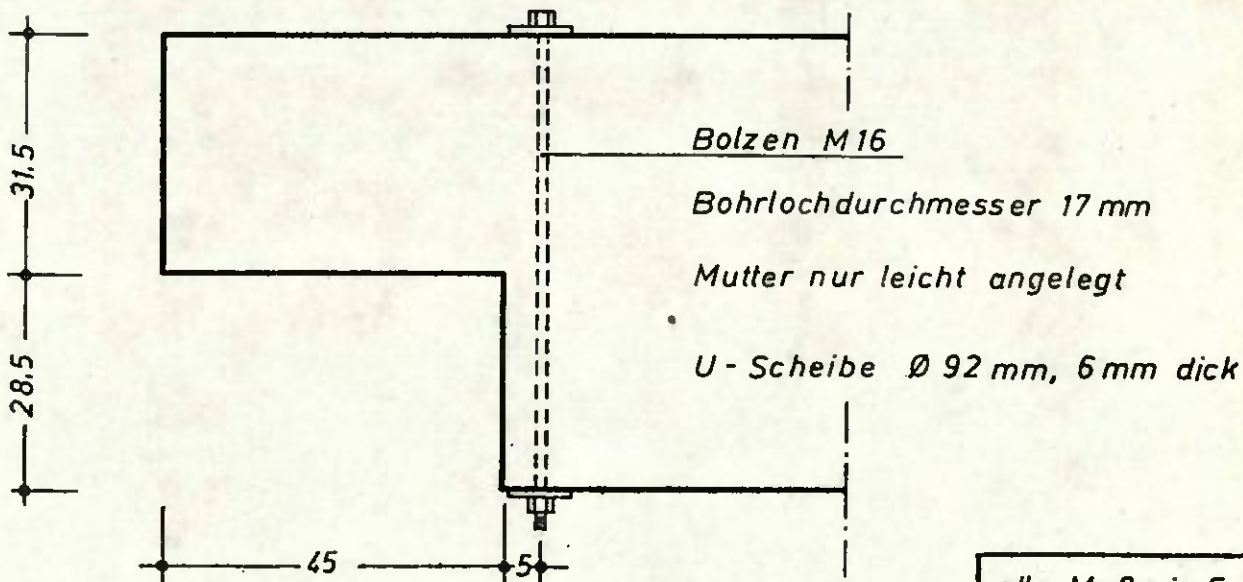 31.5
Bolzen M16
Bohrlochdurchmesser 17 mm
Mutter nur leicht angelegt
28.5
U - Scheibe Ø 92 mm, 6 mm dick
45
5